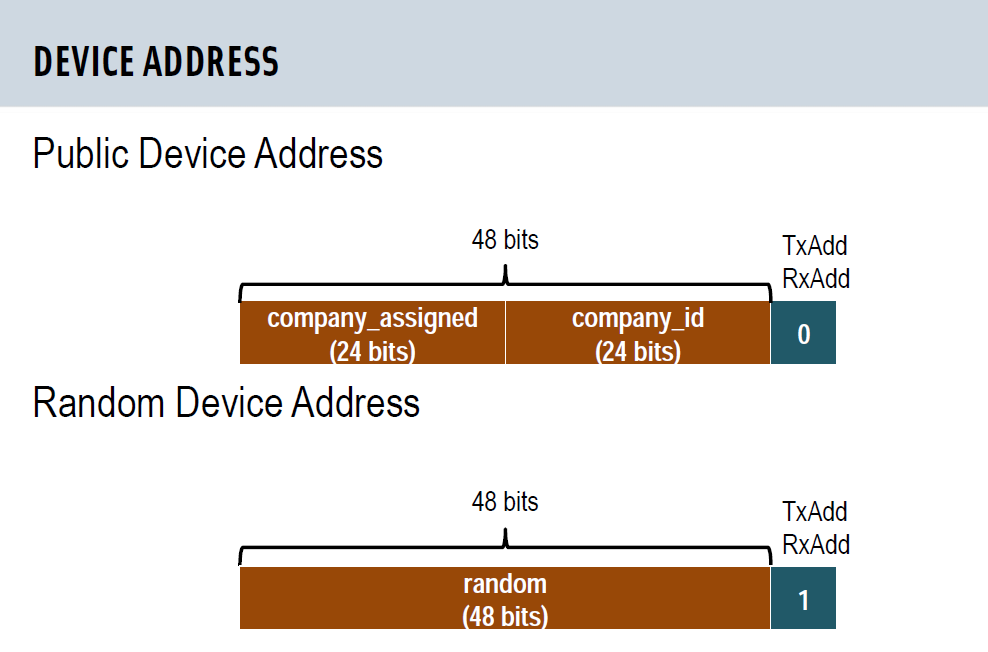 DEVICE ADDRESS
Public Device Address
48 bits
TxAdd
RxAdd
company_assigned
(24 bits)
company_id
(24 bits)
0
Random Device Address
48 bits
TxAdd
RxAdd
random
(48 bits)
1